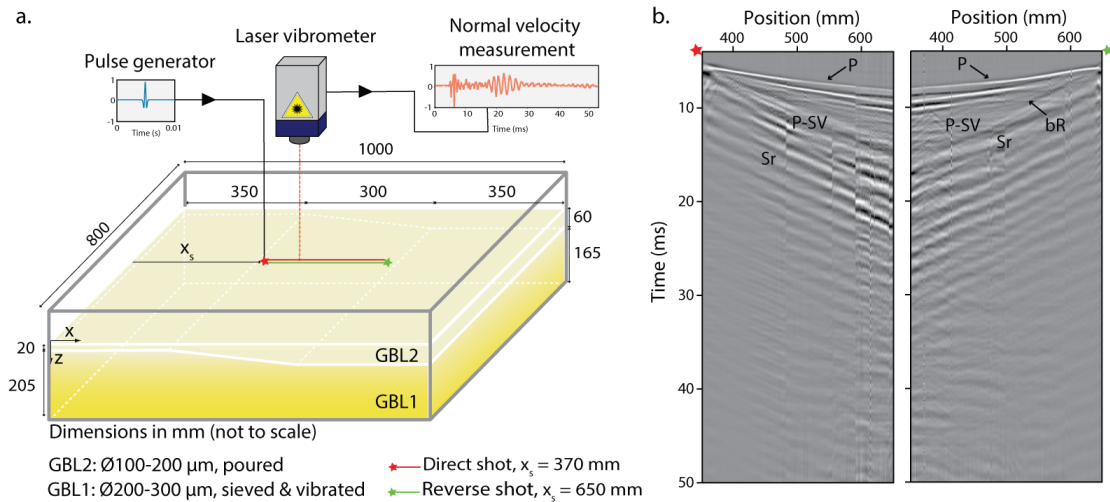 a.
Laser vibrometer
Normal velocity
measurement
Pulse generator
1
0
-1
0
0.01
Time (s)
1
0
-1
0 10 20 30 40 50
Time (ms)
1000
350
300
350
60
165
800
xs
x
z
20
205
GBL2
GBL1
Dimensions in mm (not to scale)
GBL2: Ø100-200 µm, poured
GBL1: Ø200-300 µm, sieved & vibrated
Direct shot, xs = 370 mm
Reverse shot, xs = 650 mm
b.
Position (mm)
400 500 600
Position (mm)
400 500 600
Time (ms)
10
20
30
40
50
P
P-SV
Sr
P
P-SV
Sr
bR